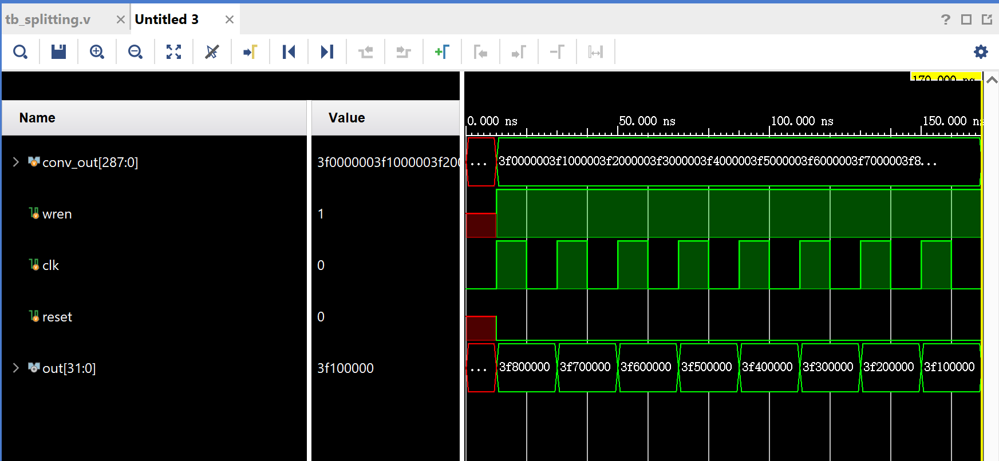 tb_splitting.v
Untitled 3
?
170.000 ns
Name Value
0.000 ns 50.000 ns 100.000 ns 150.000 n
conv_out[287:0] 3f0000003f1000003f200 ... 3f0000003f1000003f2000003f3000003f4000003f5000003f6000003f7000003f8...
wren 1
clk 0
reset 0
out[31:0] 3f100000 ... 3f800000 3f700000 3f600000 3f500000 3f400000 3f300000 3f200000 3f100000